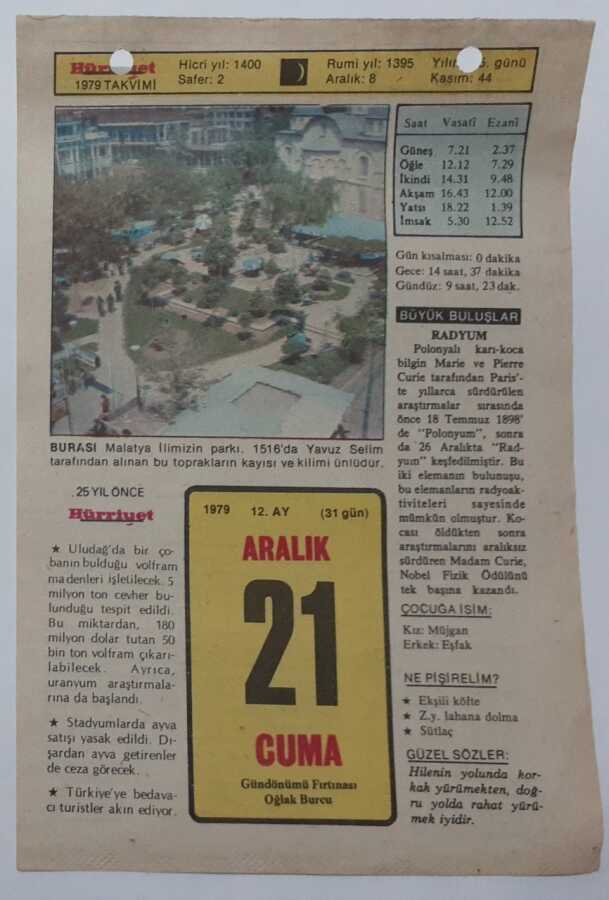 Hürriyet
1979 TAKVİMİ
Hicri yıl: 1400
Safer: 2
Rumi yıl: 1395
Aralık: 8
günü
Kasım: 44
Saat Vasatî Ezanî
Güneş 7.21 2.37
Öğle 12.12 7.29
İkindi 14.31 9.48
Akşam 16.43 12.00
Yatsı 18.22 1.39
İmsak 5.30 12.52
Gün kısalması: 0 dakika
Gece: 14 saat, 37 dakika
Gündüz: 9 saat, 23 dak.
BURASI Malatya İlimizin parkı. 1516'da Yavuz Selim
tarafından alınan bu toprakların kayısı ve kilimi ünlüdür.
BÜYÜK BULUŞLAR
RADYUM
Polonyalı karı-koca
bilgin Marie ve Pierre
Curie tarafından Paris'-
te yıllarca sürdürülen
araştırmalar sırasında
önce 18 Temmuz 1898'
de "Polonyum", sonra
da 26 Aralıkta "Rad-
yum" keşfedilmiştir. Bu
iki elemanın bulunuşu,
bu elemanların radyoak-
tiviteleri sayesinde
mümkün olmuştur. Ko-
cası öldükten sonra
araştırmalarını aralıksız
sürdüren Madam Curie,
Nobel Fizik Ödülünü
tek başına kazandı.
ÇOCUĞA İSİM:
Kız: Müjgan
Erkek: Eşfak
NE PİŞİRELİM?
★ Ekşili köfte
★ Z.y. lahana dolma
★ Sütlaç
GÜZEL SÖZLER:
Hilenin yolunda kor-
kak yürümekten, doğ-
ru yolda rahat yürü-
mek iyidir.
25 YIL ÖNCE
Hürriyet
★ Uludağ'da bir ço-
banın bulduğu volfram
madenleri işletilecek. 5
milyon ton cevher bu-
lunduğu tespit edildi.
Bu miktardan, 180
milyon dolar tutan 50
bin ton volfram çıkarı-
labilecek. Ayrıca,
uranyum araştırmala-
rına da başlandı.
★ Stadyumlarda ayva
satışı yasak edildi. Dı-
şardan ayva getirenler
de ceza görecek.
★ Türkiye'ye bedava-
cı turistler akın ediyor.
1979 12. AY (31 gün)
ARALIK
21
CUMA
Gündönümü Fırtınası
Oğlak Burcu